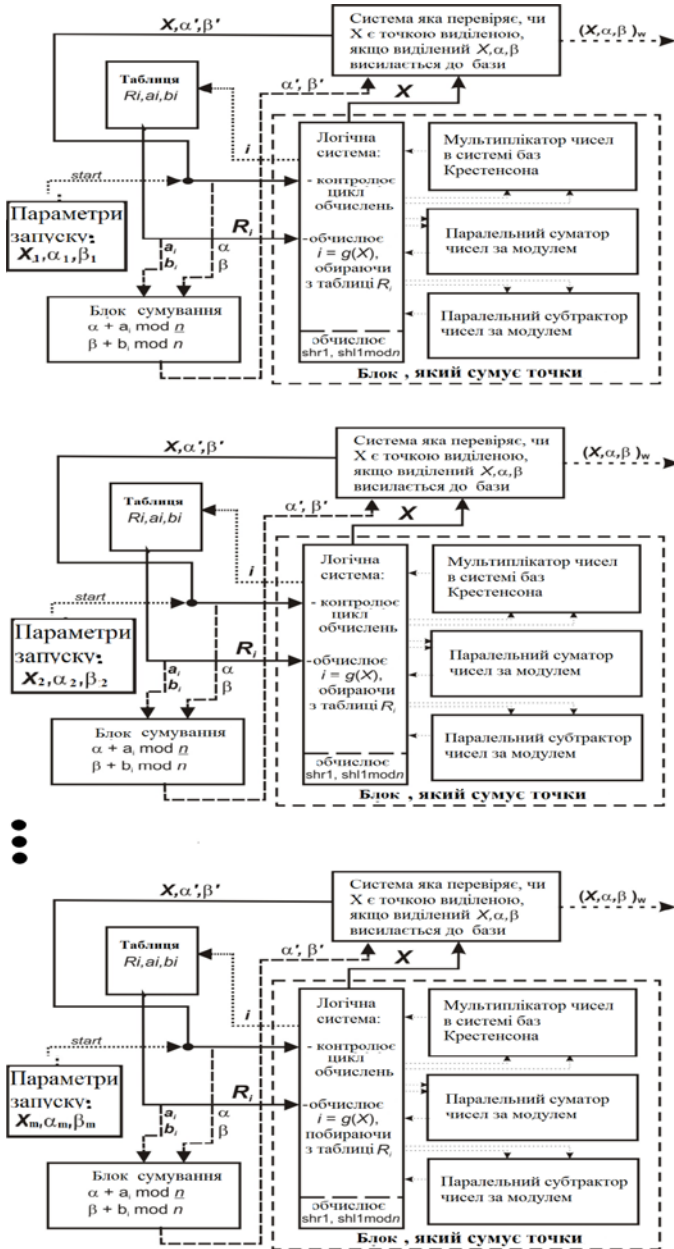 X,α',β'
Система яка перевіряє, чи
X є точкою виділеною,
якщо виділений X,α,β
висилається до бази
(X,α,β)w
Таблиця
Ri,ai,bi
α', β'
X
i
start
Параметри
запуску:
X1,α1,β1
Ri
ai
bi
α
β
Блок сумування
α + ai mod n
β + bi mod n
Логічна
система:
- контролює
цикл
обчислень
-обчислює
i = g(X),
обираючи
з таблиці Ri
обчислює
shr1, shl1modn
Мультиплікатор чисел
в системі баз
Крестенсона
Паралельний суматор
чисел за модулем
Паралельний субтрактор
чисел за модулем
Блок , який сумує точки
X,α',β'
Система яка перевіряє, чи
X є точкою виділеною,
якщо виділений X,α,β
висилається до бази
(X,α,β)w
Таблиця
Ri,ai,bi
α', β'
X
i
start
Параметри
запуску:
X2,α2,β-2
Ri
ai
bi
α
β
Блок сумування
α + ai mod n
β + bi mod n
Логічна
система:
- контролює
цикл
обчислень
-обчислює
i = g(X),
обираючи
з таблиці Ri
обчислює
shr1, shl1modn
Мультиплікатор чисел
в системі баз
Крестенсона
Паралельний суматор
чисел за модулем
Паралельний субтрактор
чисел за модулем
Блок , який сумує точки
X,α',β'
Система яка перевіряє, чи
X є точкою виділеною,
якщо виділений X,α,β
висилається до бази
(X,α,β)w
Таблиця
Ri,ai,bi
α', β'
X
i
start
Параметри
запуску:
Xm,αm,βm
Ri
ai
bi
α
β
Блок сумування
α + ai mod n
β + bi mod n
Логічна
система:
- контролює
цикл
обчислень
-обчислює
i = g(X),
побираючи
з таблиці Ri
обчислює
shr1, shl1modn
Мультиплікатор чисел
в системі баз
Крестенсона
Паралельний суматор
чисел за модулем
Паралельний субтрактор
чисел за модулем
Блок , який сумує точки